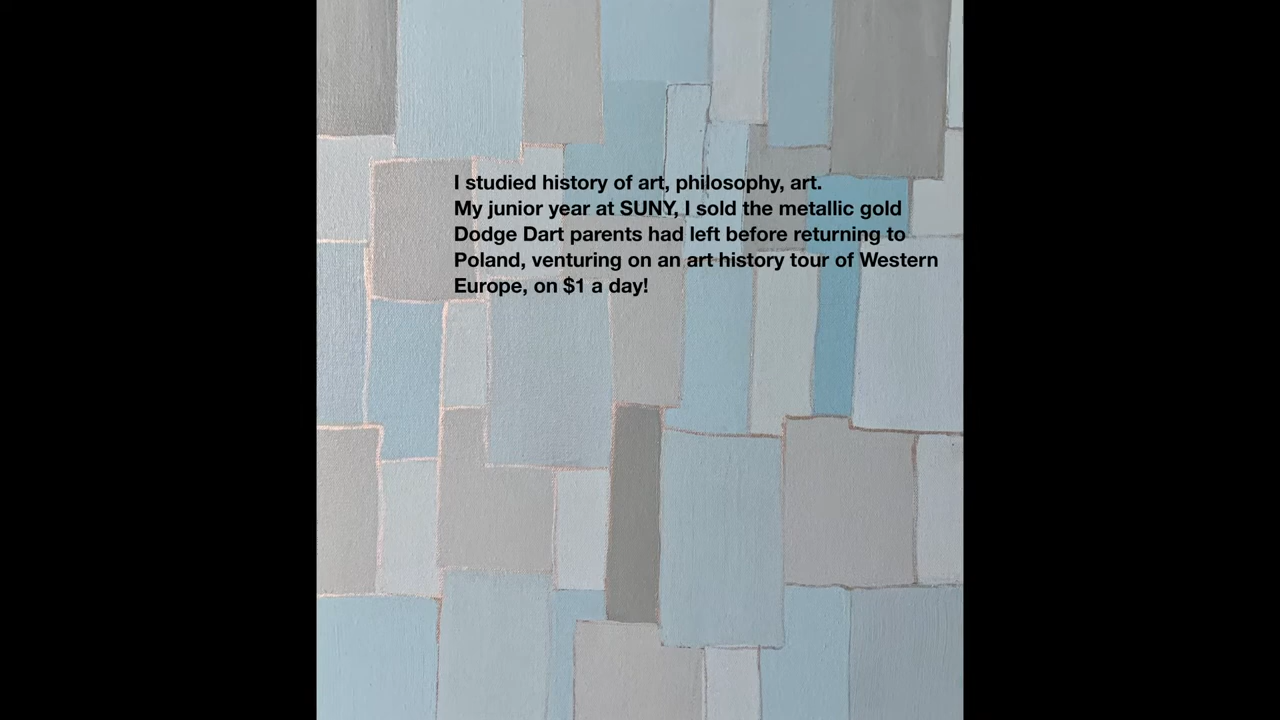 I studied history of art, philosophy, art.
My junior year at SUNY, I sold the metallic gold
Dodge Dart parents had left before returning to
Poland, venturing on an art history tour of Western
Europe, on $1 a day!